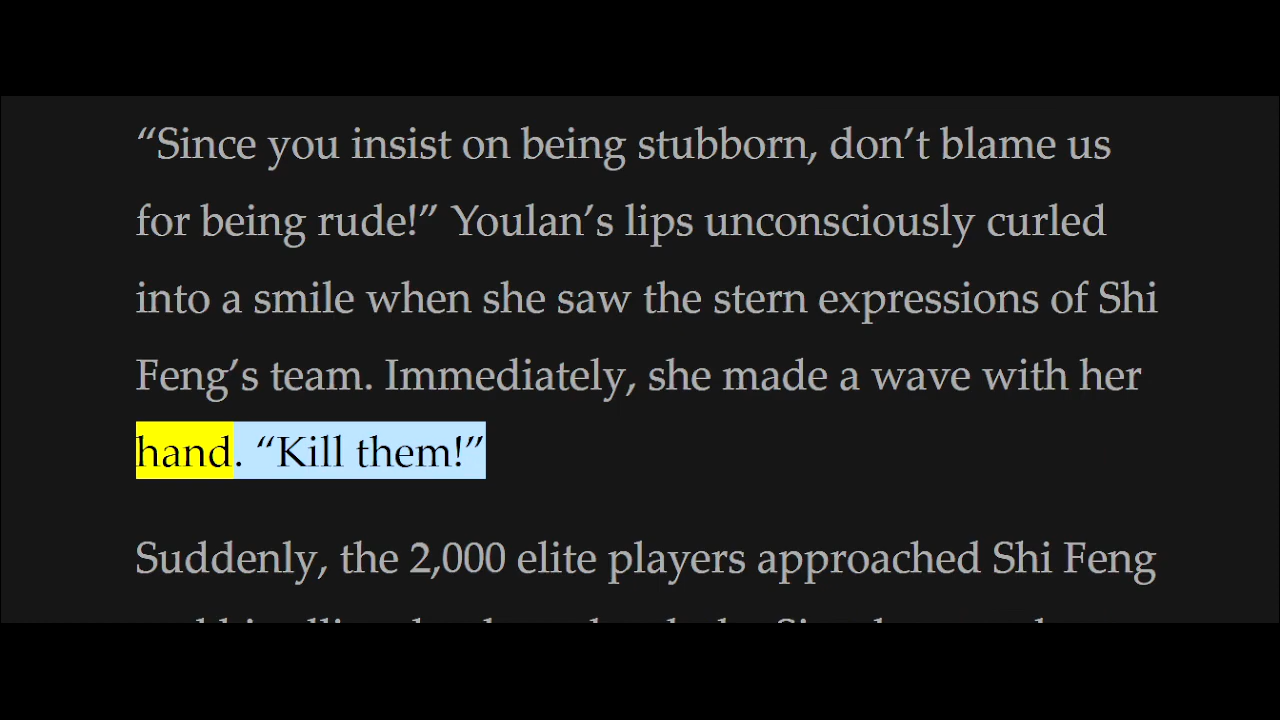 “Since you insist on being stubborn, don’t blame us
for being rude!” Youlan’s lips unconsciously curled
into a smile when she saw the stern expressions of Shi
Feng’s team. Immediately, she made a wave with her
hand. “Kill them!”
Suddenly, the 2,000 elite players approached Shi Feng